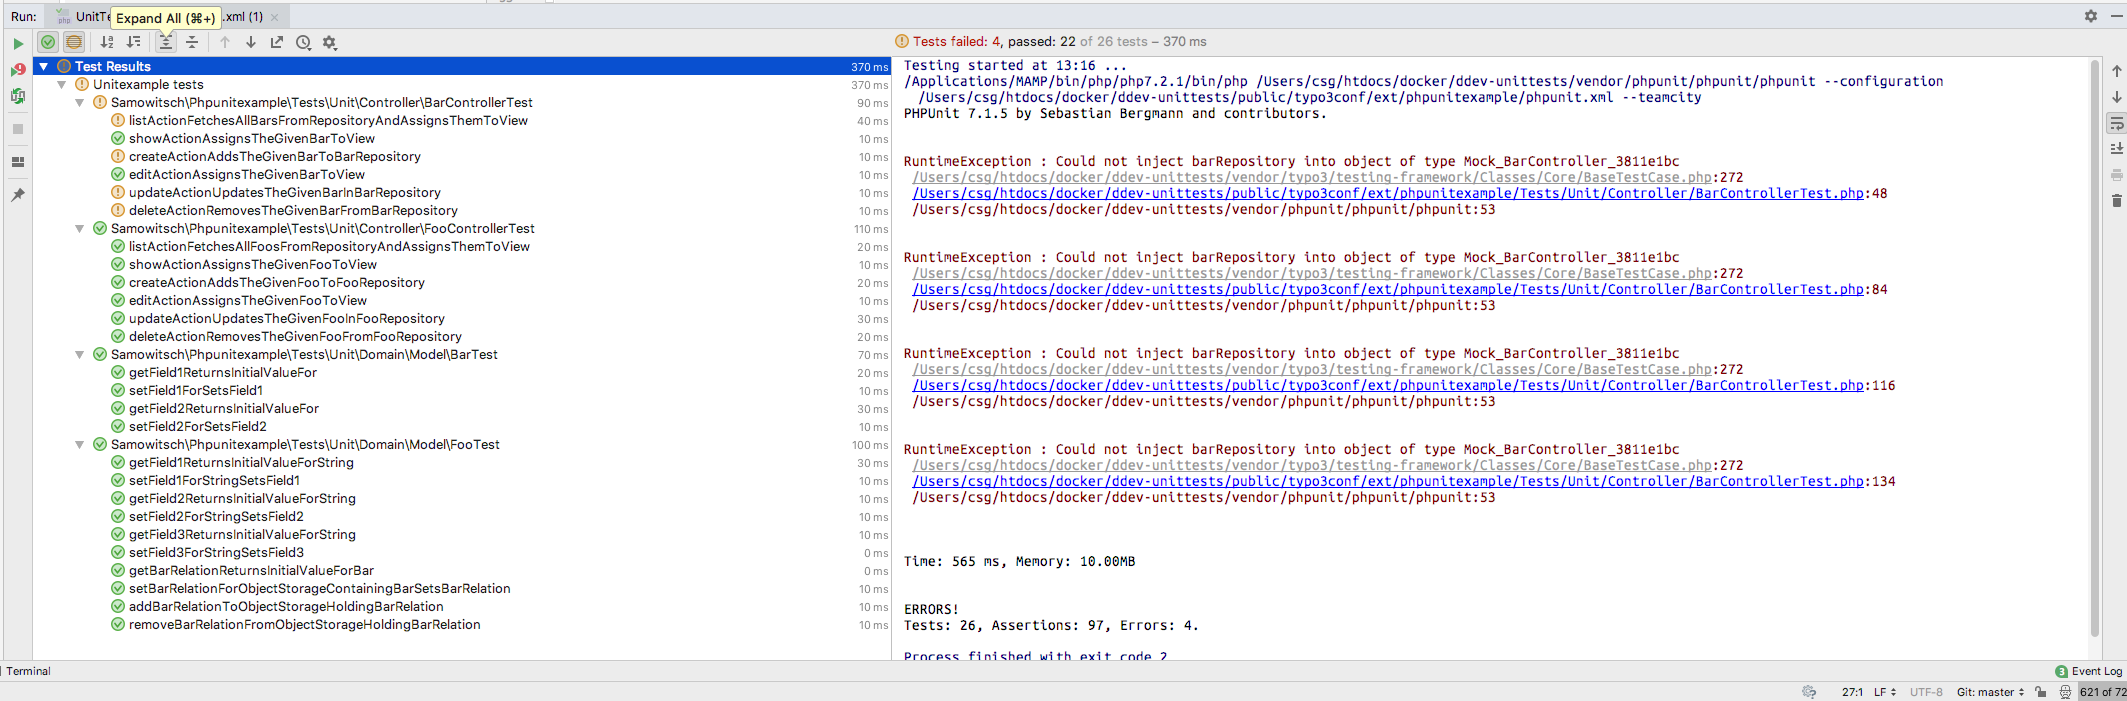 Run:
UnitTe
Expand All (⌘+)
.xml (1)
Tests failed: 4, passed: 22 of 26 tests – 370 ms
Test Results 370 ms
Unitexample tests 370 ms
Samowitsch\Phpunitexample\Tests\Unit\Controller\BarControllerTest 90 ms
listActionFetchesAllBarsFromRepositoryAndAssignsThemToView 40 ms
showActionAssignsTheGivenBarToView 10 ms
createActionAddsTheGivenBarToBarRepository 10 ms
editActionAssignsTheGivenBarToView 10 ms
updateActionUpdatesTheGivenBarInBarRepository 10 ms
deleteActionRemovesTheGivenBarFromBarRepository 10 ms
Samowitsch\Phpunitexample\Tests\Unit\Controller\FooControllerTest 110 ms
listActionFetchesAllFoosFromRepositoryAndAssignsThemToView 20 ms
showActionAssignsTheGivenFooToView 10 ms
createActionAddsTheGivenFooToFooRepository 20 ms
editActionAssignsTheGivenFooToView 10 ms
updateActionUpdatesTheGivenFooInFooRepository 30 ms
deleteActionRemovesTheGivenFooFromFooRepository 20 ms
Samowitsch\Phpunitexample\Tests\Unit\Domain\Model\BarTest 70 ms
getField1ReturnsInitialValueFor 20 ms
setField1ForSetsField1 10 ms
getField2ReturnsInitialValueFor 30 ms
setField2ForSetsField2 10 ms
Samowitsch\Phpunitexample\Tests\Unit\Domain\Model\FooTest 100 ms
getField1ReturnsInitialValueForString 30 ms
setField1ForStringSetsField1 10 ms
getField2ReturnsInitialValueForString 10 ms
setField2ForStringSetsField2 10 ms
getField3ReturnsInitialValueForString 10 ms
setField3ForStringSetsField3 0 ms
getBarRelationReturnsInitialValueForBar 0 ms
setBarRelationForObjectStorageContainingBarSetsBarRelation 10 ms
addBarRelationToObjectStorageHoldingBarRelation 10 ms
removeBarRelationFromObjectStorageHoldingBarRelation 10 ms
Testing started at 13:16 ...
/Applications/MAMP/bin/php/php7.2.1/bin/php /Users/csg/htdocs/docker/ddev-unittests/vendor/phpunit/phpunit/phpunit --configuration
/Users/csg/htdocs/docker/ddev-unittests/public/typo3conf/ext/phpunitexample/phpunit.xml --teamcity
PHPUnit 7.1.5 by Sebastian Bergmann and contributors.
RuntimeException : Could not inject barRepository into object of type Mock_BarController_3811e1bc
/Users/csg/htdocs/docker/ddev-unittests/vendor/typo3/testing-framework/Classes/Core/BaseTestCase.php:272
/Users/csg/htdocs/docker/ddev-unittests/public/typo3conf/ext/phpunitexample/Tests/Unit/Controller/BarControllerTest.php:48
/Users/csg/htdocs/docker/ddev-unittests/vendor/phpunit/phpunit/phpunit:53
RuntimeException : Could not inject barRepository into object of type Mock_BarController_3811e1bc
/Users/csg/htdocs/docker/ddev-unittests/vendor/typo3/testing-framework/Classes/Core/BaseTestCase.php:272
/Users/csg/htdocs/docker/ddev-unittests/public/typo3conf/ext/phpunitexample/Tests/Unit/Controller/BarControllerTest.php:84
/Users/csg/htdocs/docker/ddev-unittests/vendor/phpunit/phpunit/phpunit:53
RuntimeException : Could not inject barRepository into object of type Mock_BarController_3811e1bc
/Users/csg/htdocs/docker/ddev-unittests/vendor/typo3/testing-framework/Classes/Core/BaseTestCase.php:272
/Users/csg/htdocs/docker/ddev-unittests/public/typo3conf/ext/phpunitexample/Tests/Unit/Controller/BarControllerTest.php:116
/Users/csg/htdocs/docker/ddev-unittests/vendor/phpunit/phpunit/phpunit:53
RuntimeException : Could not inject barRepository into object of type Mock_BarController_3811e1bc
/Users/csg/htdocs/docker/ddev-unittests/vendor/typo3/testing-framework/Classes/Core/BaseTestCase.php:272
/Users/csg/htdocs/docker/ddev-unittests/public/typo3conf/ext/phpunitexample/Tests/Unit/Controller/BarControllerTest.php:134
/Users/csg/htdocs/docker/ddev-unittests/vendor/phpunit/phpunit/phpunit:53
Time: 565 ms, Memory: 10.00MB
ERRORS!
Tests: 26, Assertions: 97, Errors: 4.
Process finished with exit code 2
Terminal
3 Event Log
27:1 LF UTF-8 Git: master 621 of 72